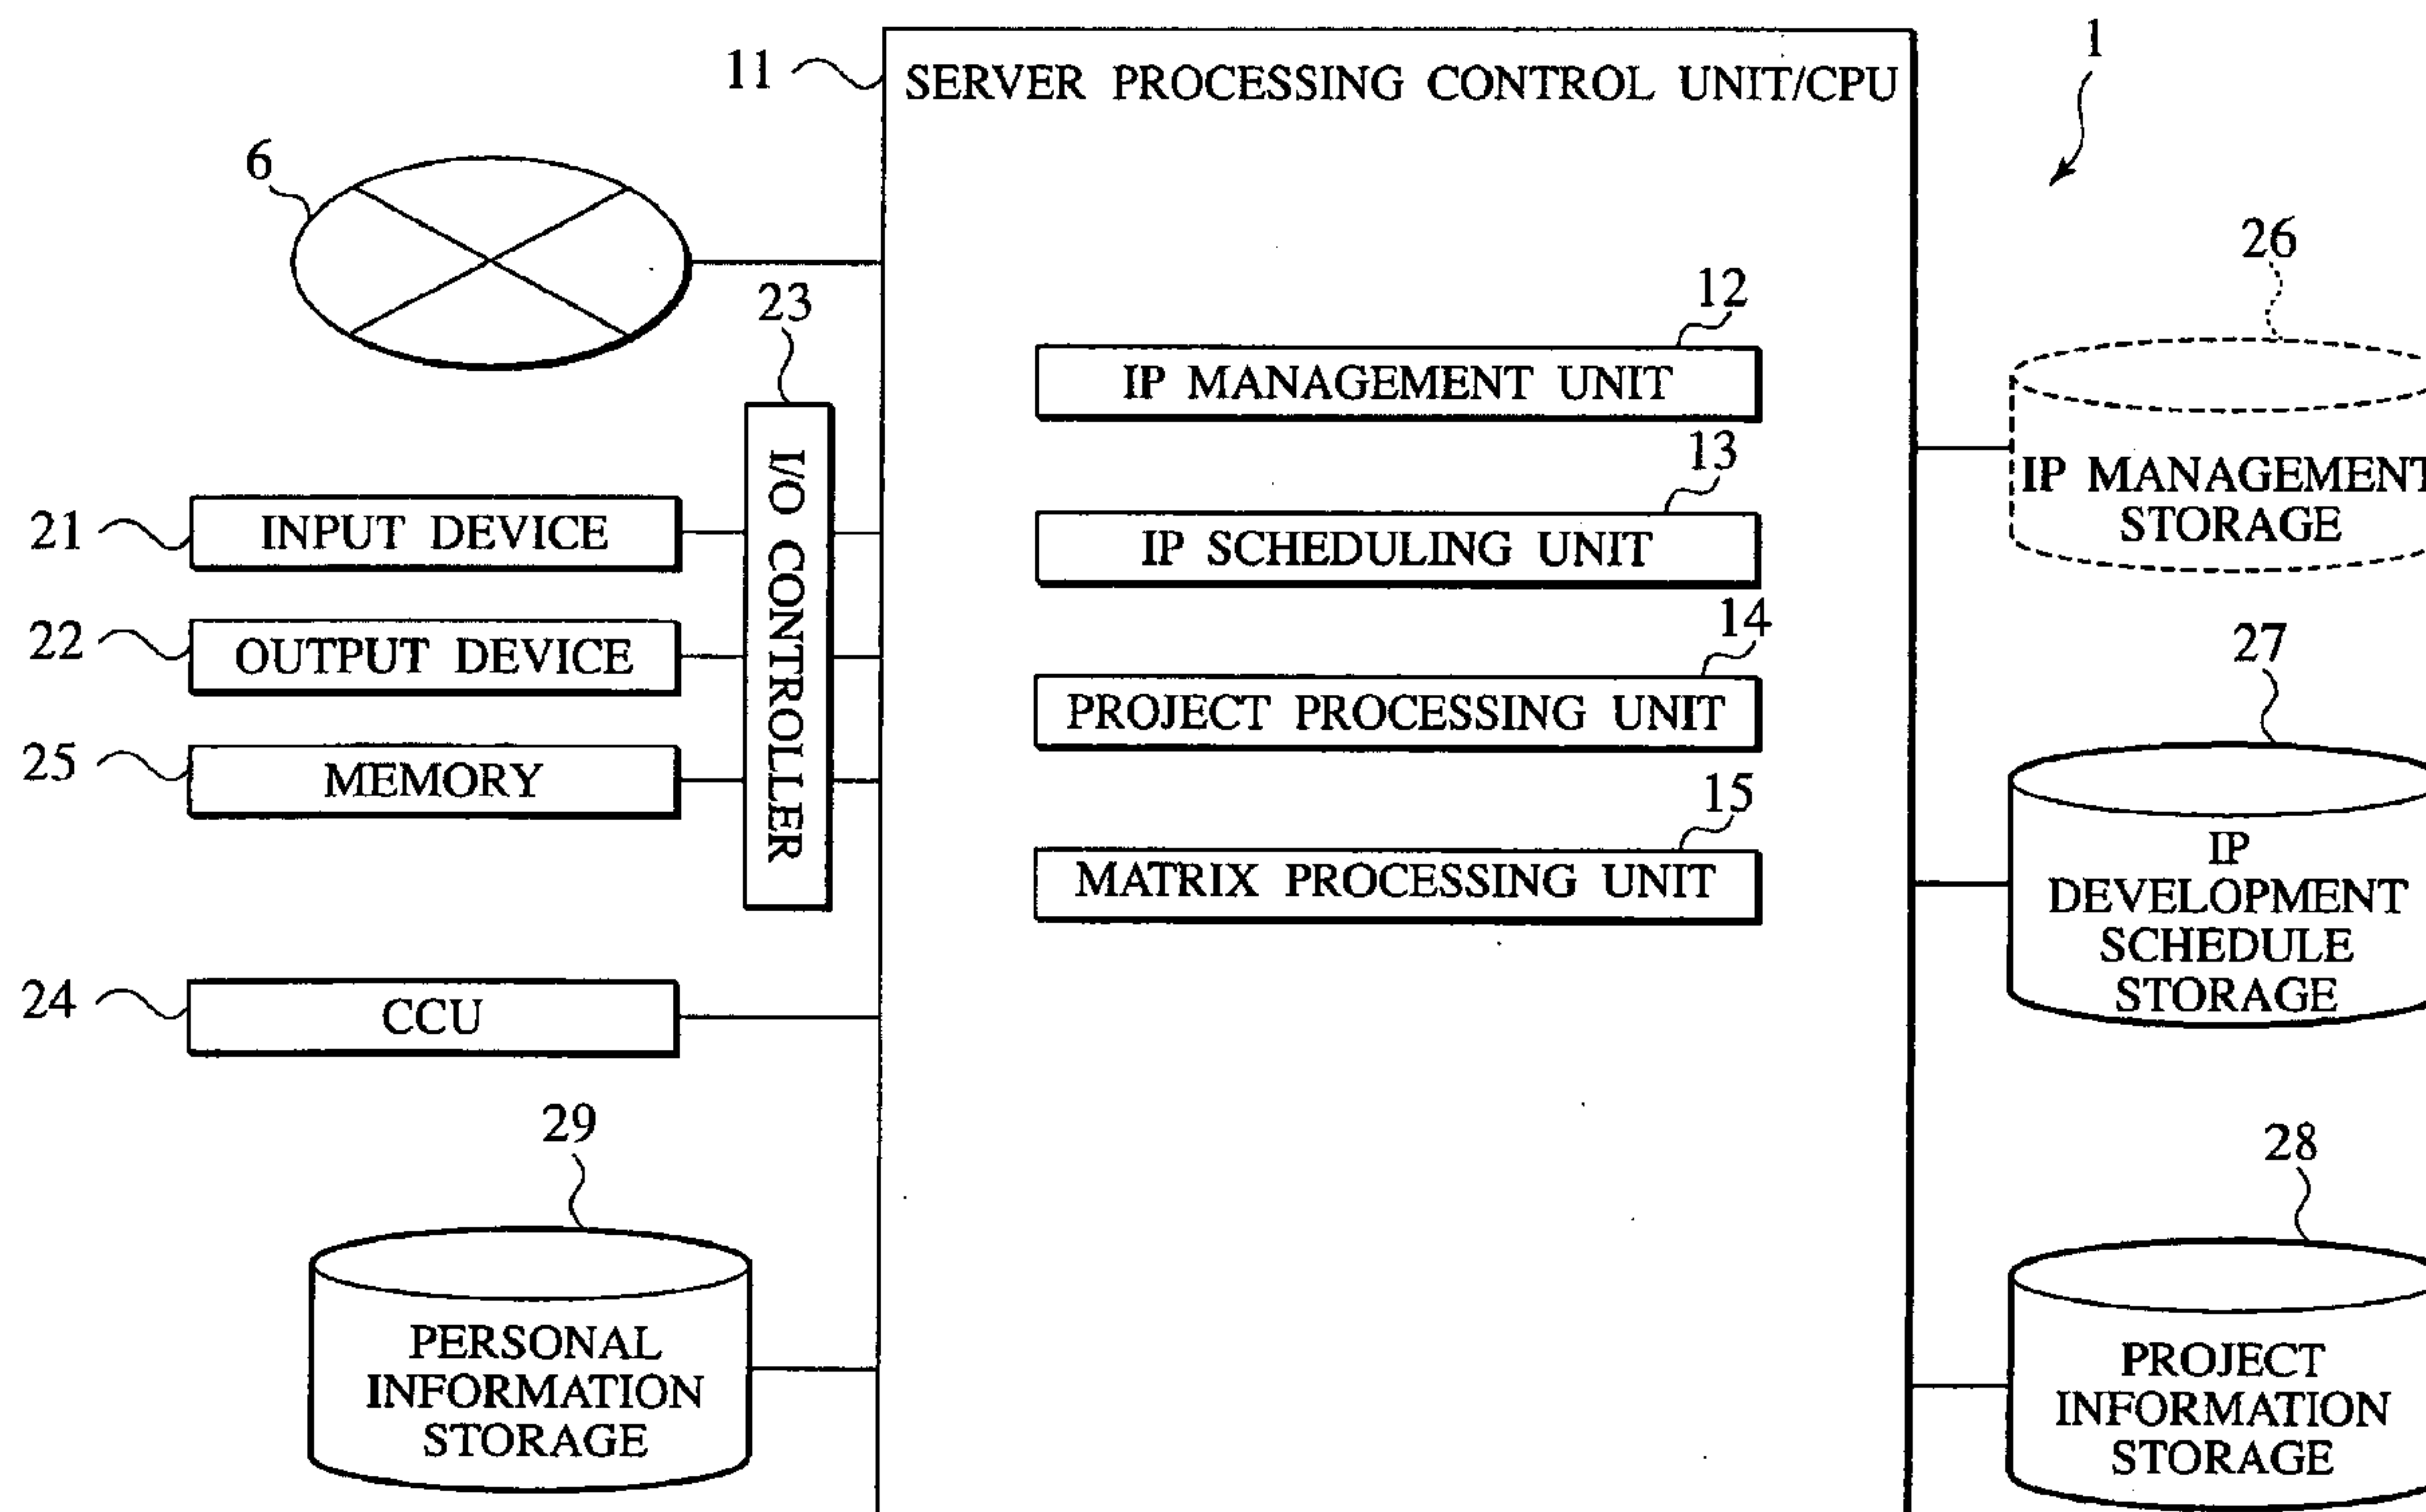 11
SERVER PROCESSING CONTROL UNIT/CPU
1
6
23
I/O CONTROLLER
12
IP MANAGEMENT UNIT
26
IP MANAGEMENT
STORAGE
13
IP SCHEDULING UNIT
21
INPUT DEVICE
22
OUTPUT DEVICE
14
PROJECT PROCESSING UNIT
27
IP
DEVELOPMENT
SCHEDULE
STORAGE
25
MEMORY
15
MATRIX PROCESSING UNIT
24
CCU
29
PERSONAL
INFORMATION
STORAGE
28
PROJECT
INFORMATION
STORAGE